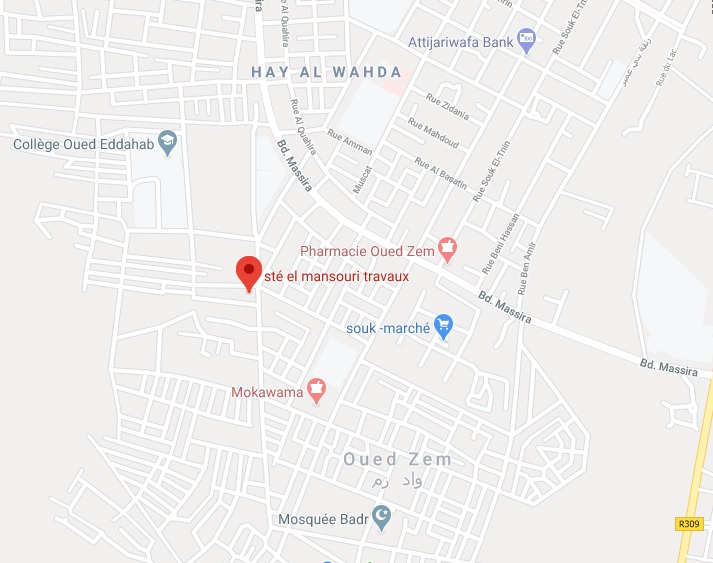 Attijariwafa Bank
HAY AL WAHDA
Rue Al Quahira
Rue Souk El-Tnin
Rue du Lac
Rue Zidania
Rue Mahdoud
Rue Al Quahira
Rue Amman
Collège Oued Eddahab
Bd. Massira
Rue Al Basatin
Rue Souk El-Tnin
Muscat
Rue Beni Hassan
Rue Ben Amir
Pharmacie Oued Zem
sté el mansouri travaux
Bd. Massira
souk -marché
Bd. Massira
Mokawama
Oued Zem
واد زم
Mosquée Badr
R309